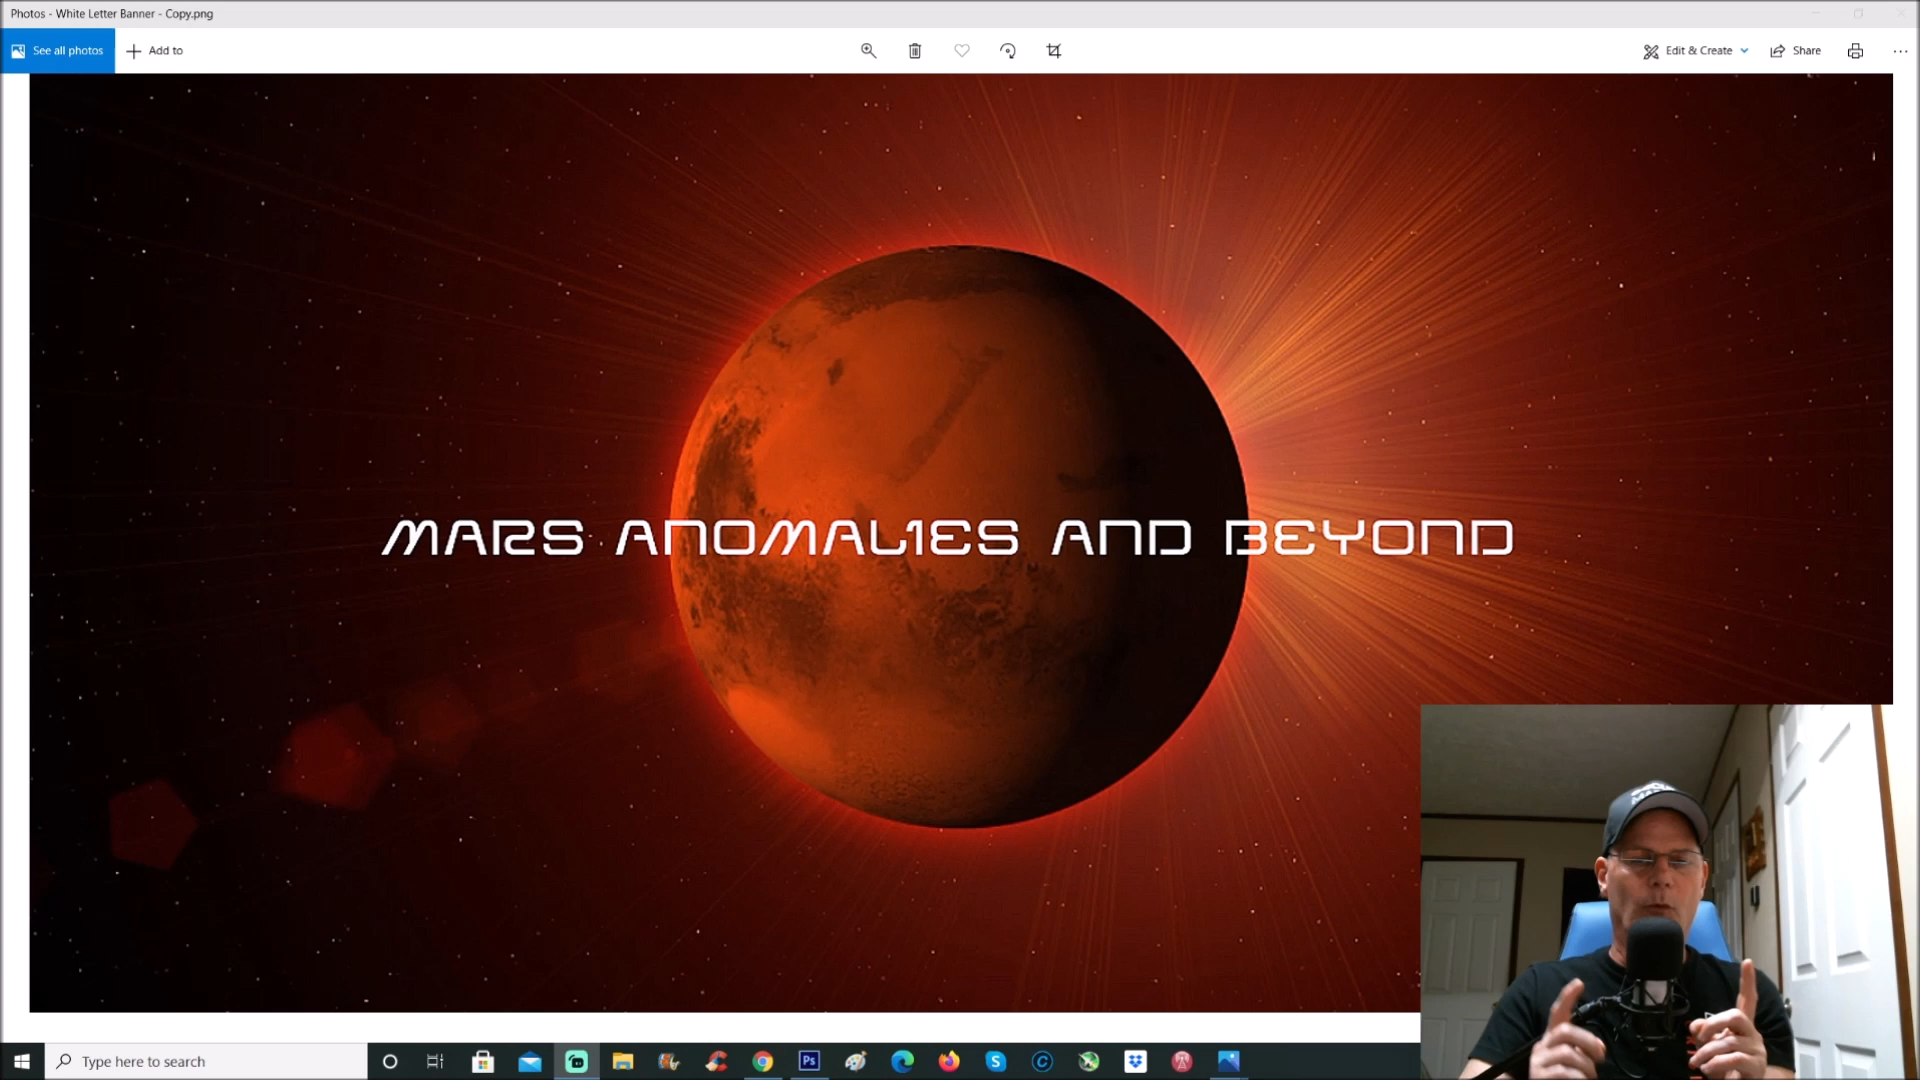 Photos - White Letter Banner - Copy.png
See all photos
Add to
Edit & Create
Share
MARS ANOMALIES AND BEYOND
Type here to search
Ps